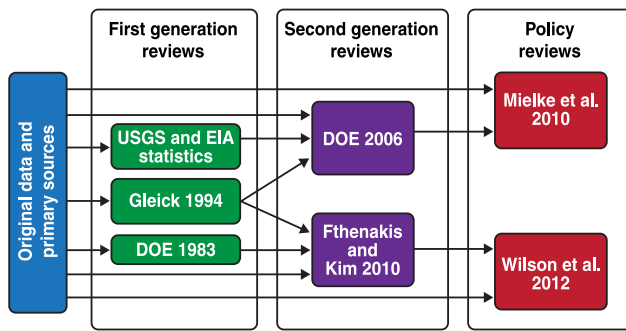 First generation
reviews
Second generation
reviews
Policy
reviews
Original data and
primary sources
USGS and EIA
statistics
Gleick 1994
DOE 1983
DOE 2006
Fthenakis
and
Kim 2010
Mielke et al.
2010
Wilson et al.
2012